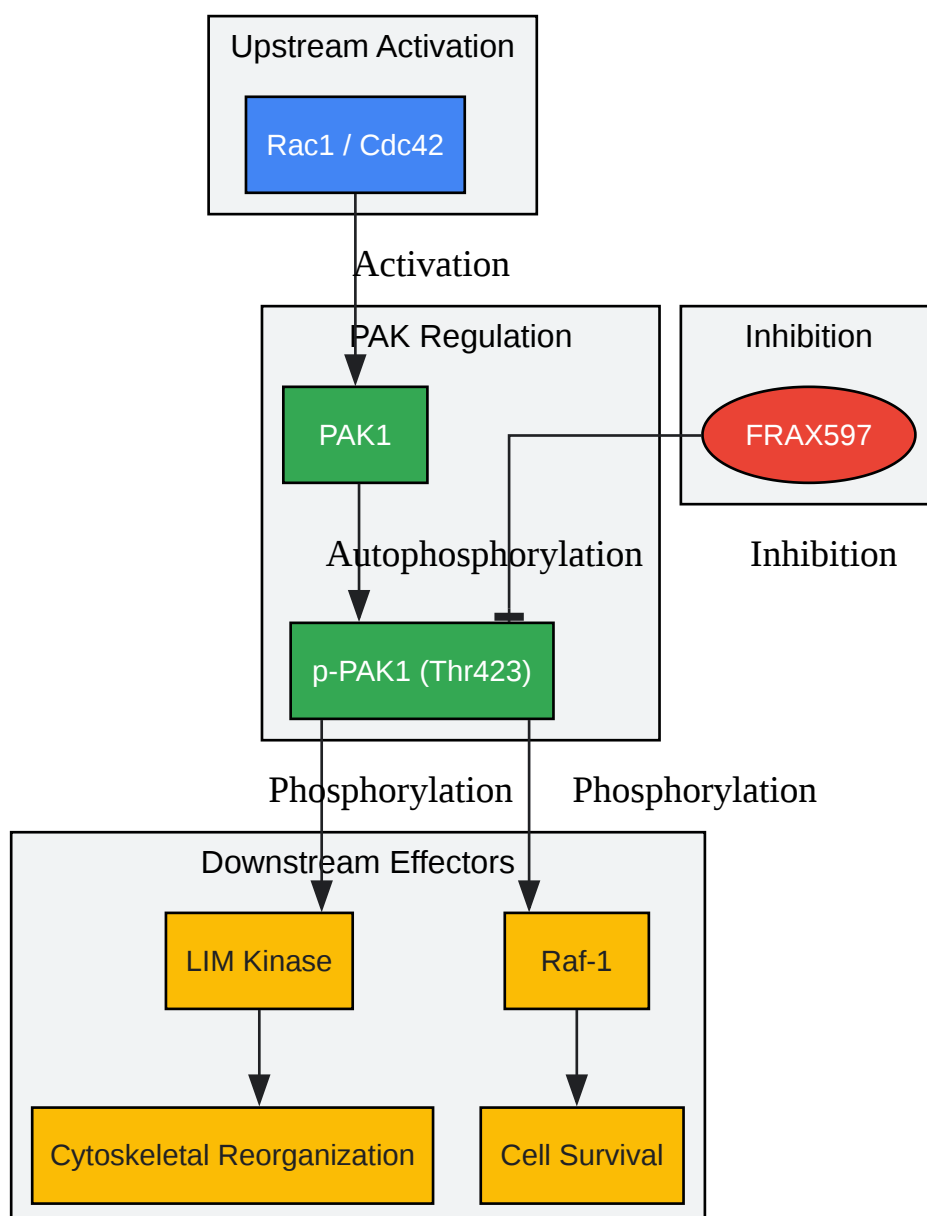 Upstream Activation
Rac1 / Cdc42
Activation
PAK Regulation
Inhibition
PAK1
FRAX597
Autophosphorylation
Inhibition
p-PAK1 (Thr423)
Phosphorylation
Phosphorylation
Downstream Effectors
LIM Kinase
Raf-1
Cytoskeletal Reorganization
Cell Survival